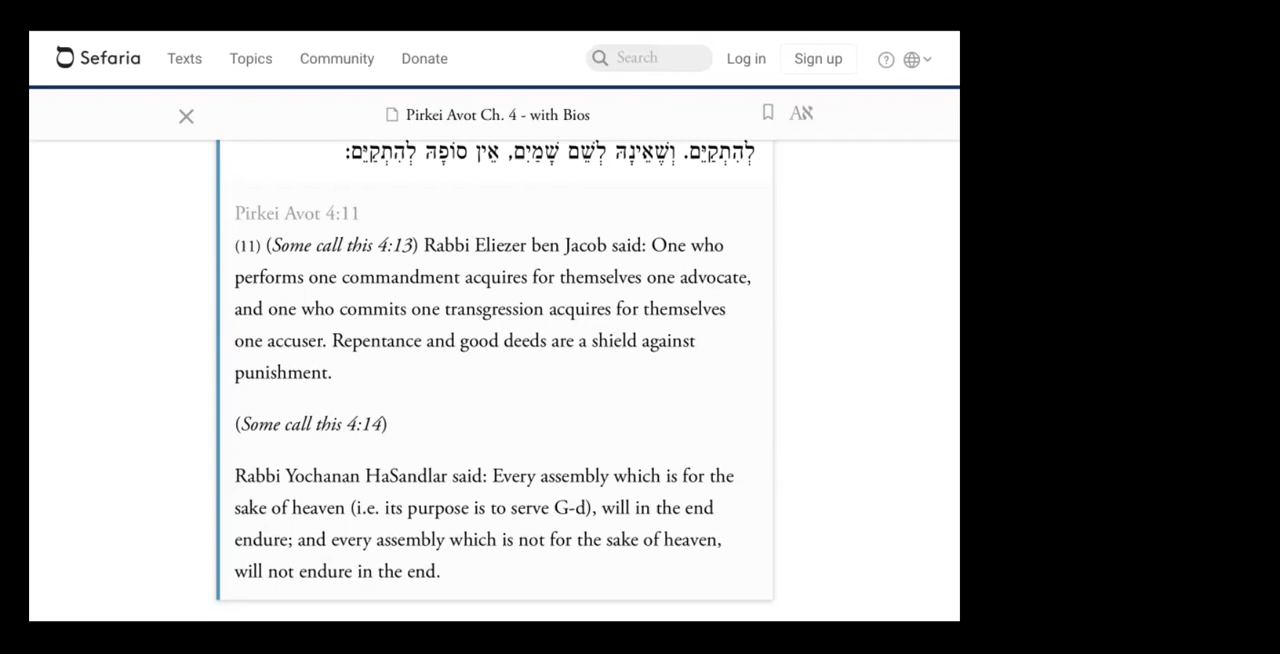 Sefaria Texts Topics Community Donate Search Log in Sign up
Pirkei Avot Ch. 4 - with Bios Aא
לְהִתְקַיֵּם. וְשֶׁאֵינָהּ לְשֵׁם שָׁמַיִם, אֵין סוֹפָהּ לְהִתְקַיֵּם:
Pirkei Avot 4:11
(11) (Some call this 4:13) Rabbi Eliezer ben Jacob said: One who
performs one commandment acquires for themselves one advocate,
and one who commits one transgression acquires for themselves
one accuser. Repentance and good deeds are a shield against
punishment.
(Some call this 4:14)
Rabbi Yochanan HaSandlar said: Every assembly which is for the
sake of heaven (i.e. its purpose is to serve G-d), will in the end
endure; and every assembly which is not for the sake of heaven,
will not endure in the end.